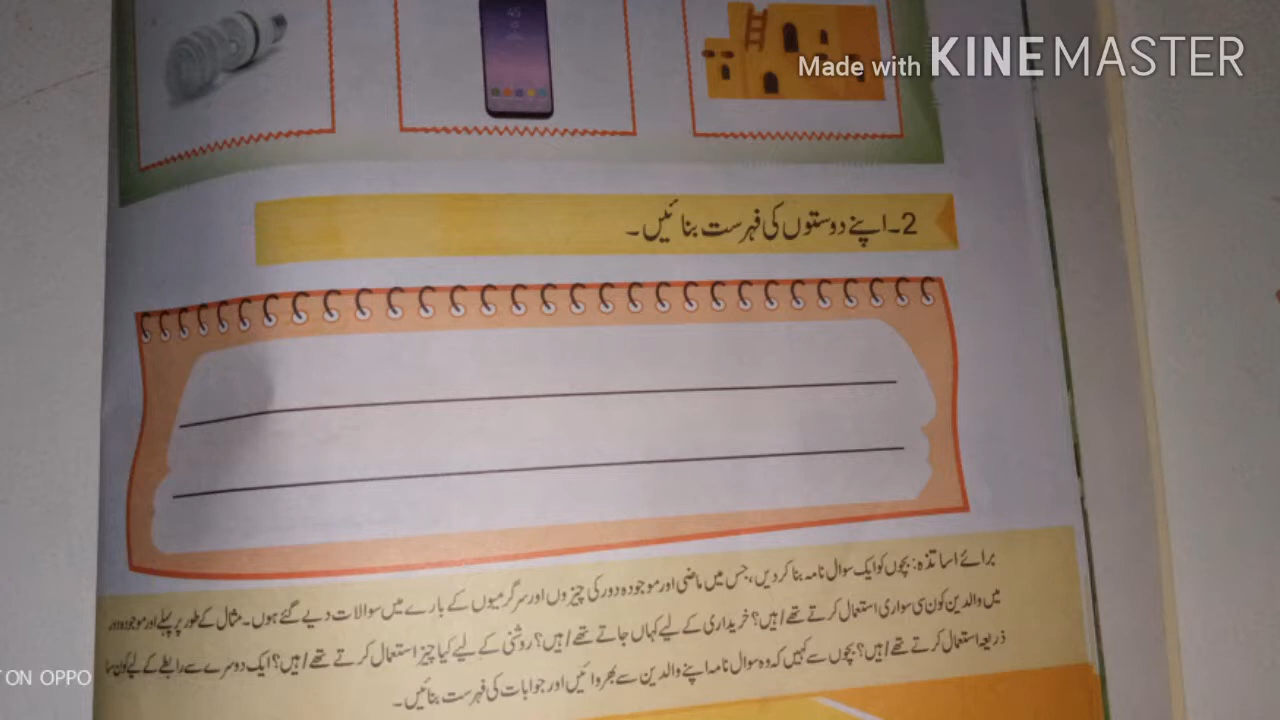 Made with KINEMASTER
2۔اپنے دوستوں کی فہرست بنائیں۔
برائے اساتذہ: بچوں کو ایک سوال نامہ بنا کر دیں، جس میں ماضی اور موجودہ دور کی چیزوں اور سرگرمیوں کے بارے میں سوالات دیے گئے ہوں۔ مثال کے طور پر پہلے اور موجودہ دور
میں والدین کون سی سواری استعمال کرتے تھے/ہیں؟ خریداری کے لیے کہاں جاتے تھے/ہیں؟ روشنی کے لیے کیا چیز استعمال کرتے تھے/ہیں؟ ایک دوسرے سے رابطے کے لیے کون سا
ذریعہ استعمال کرتے تھے/ہیں؟ بچوں سے کہیں کہ وہ سوال نامہ اپنے والدین سے بھروائیں اور جوابات کی فہرست بنائیں۔
ON OPPO